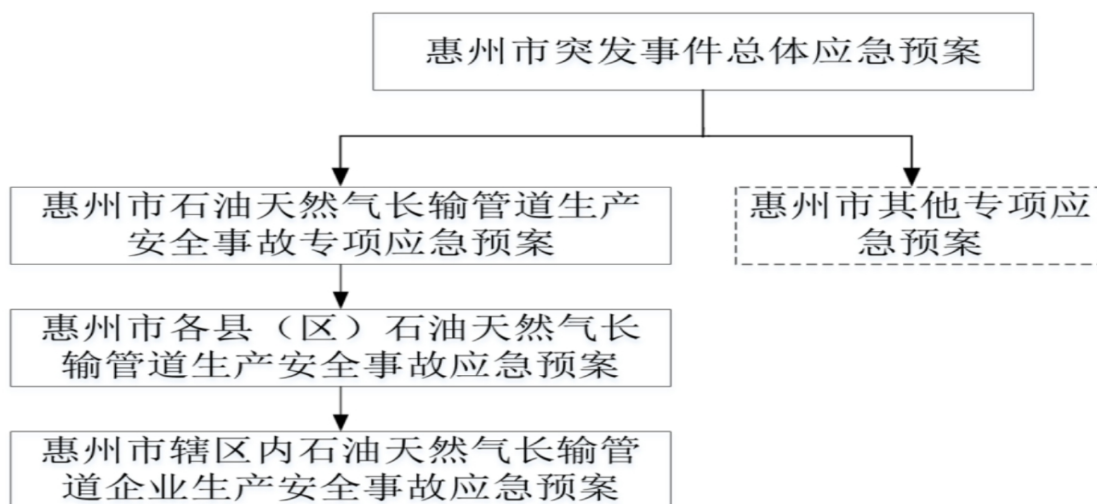 惠州市突发事件总体应急预案
惠州市石油天然气长输管道生产
安全事故专项应急预案
惠州市其他专项应
急预案
惠州市各县（区）石油天然气长
输管道生产安全事故应急预案
惠州市辖区内石油天然气长输管
道企业生产安全事故应急预案